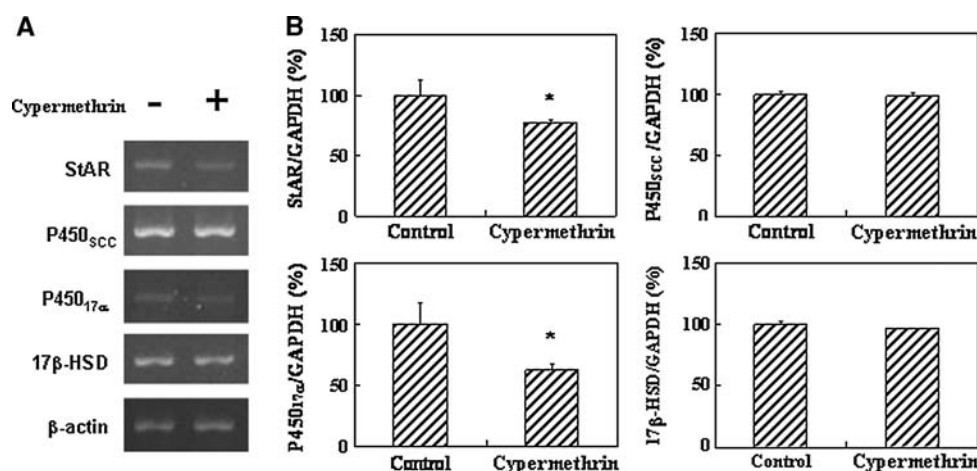 A
Cypermethrin - +
StAR
P450SCC
P45017α
17β-HSD
β-actin
B
StAR/GAPDH (%)
150
100
50
0
*
Control Cypermethrin
P450SCC/GAPDH (%)
150
100
50
0
Control Cypermethrin
P45017α/GAPDH (%)
150
100
50
0
*
Control Cypermethrin
17β-HSD/GAPDH (%)
150
100
50
0
Control Cypermethrin